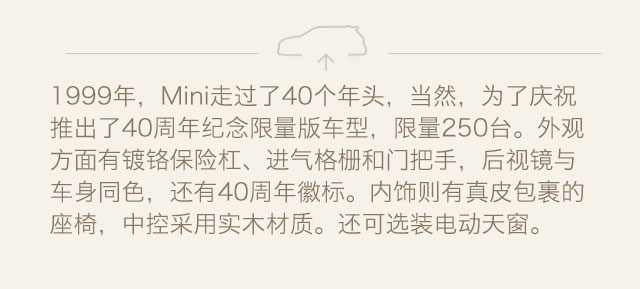 1999年，Mini走过了40个年头，当然，为了庆祝
推出了40周年纪念限量版车型，限量250台。外观
方面有镀铬保险杠、进气格栅和门把手，后视镜与
车身同色，还有40周年徽标。内饰则有真皮包裹的
座椅，中控采用实木材质。还可选装电动天窗。